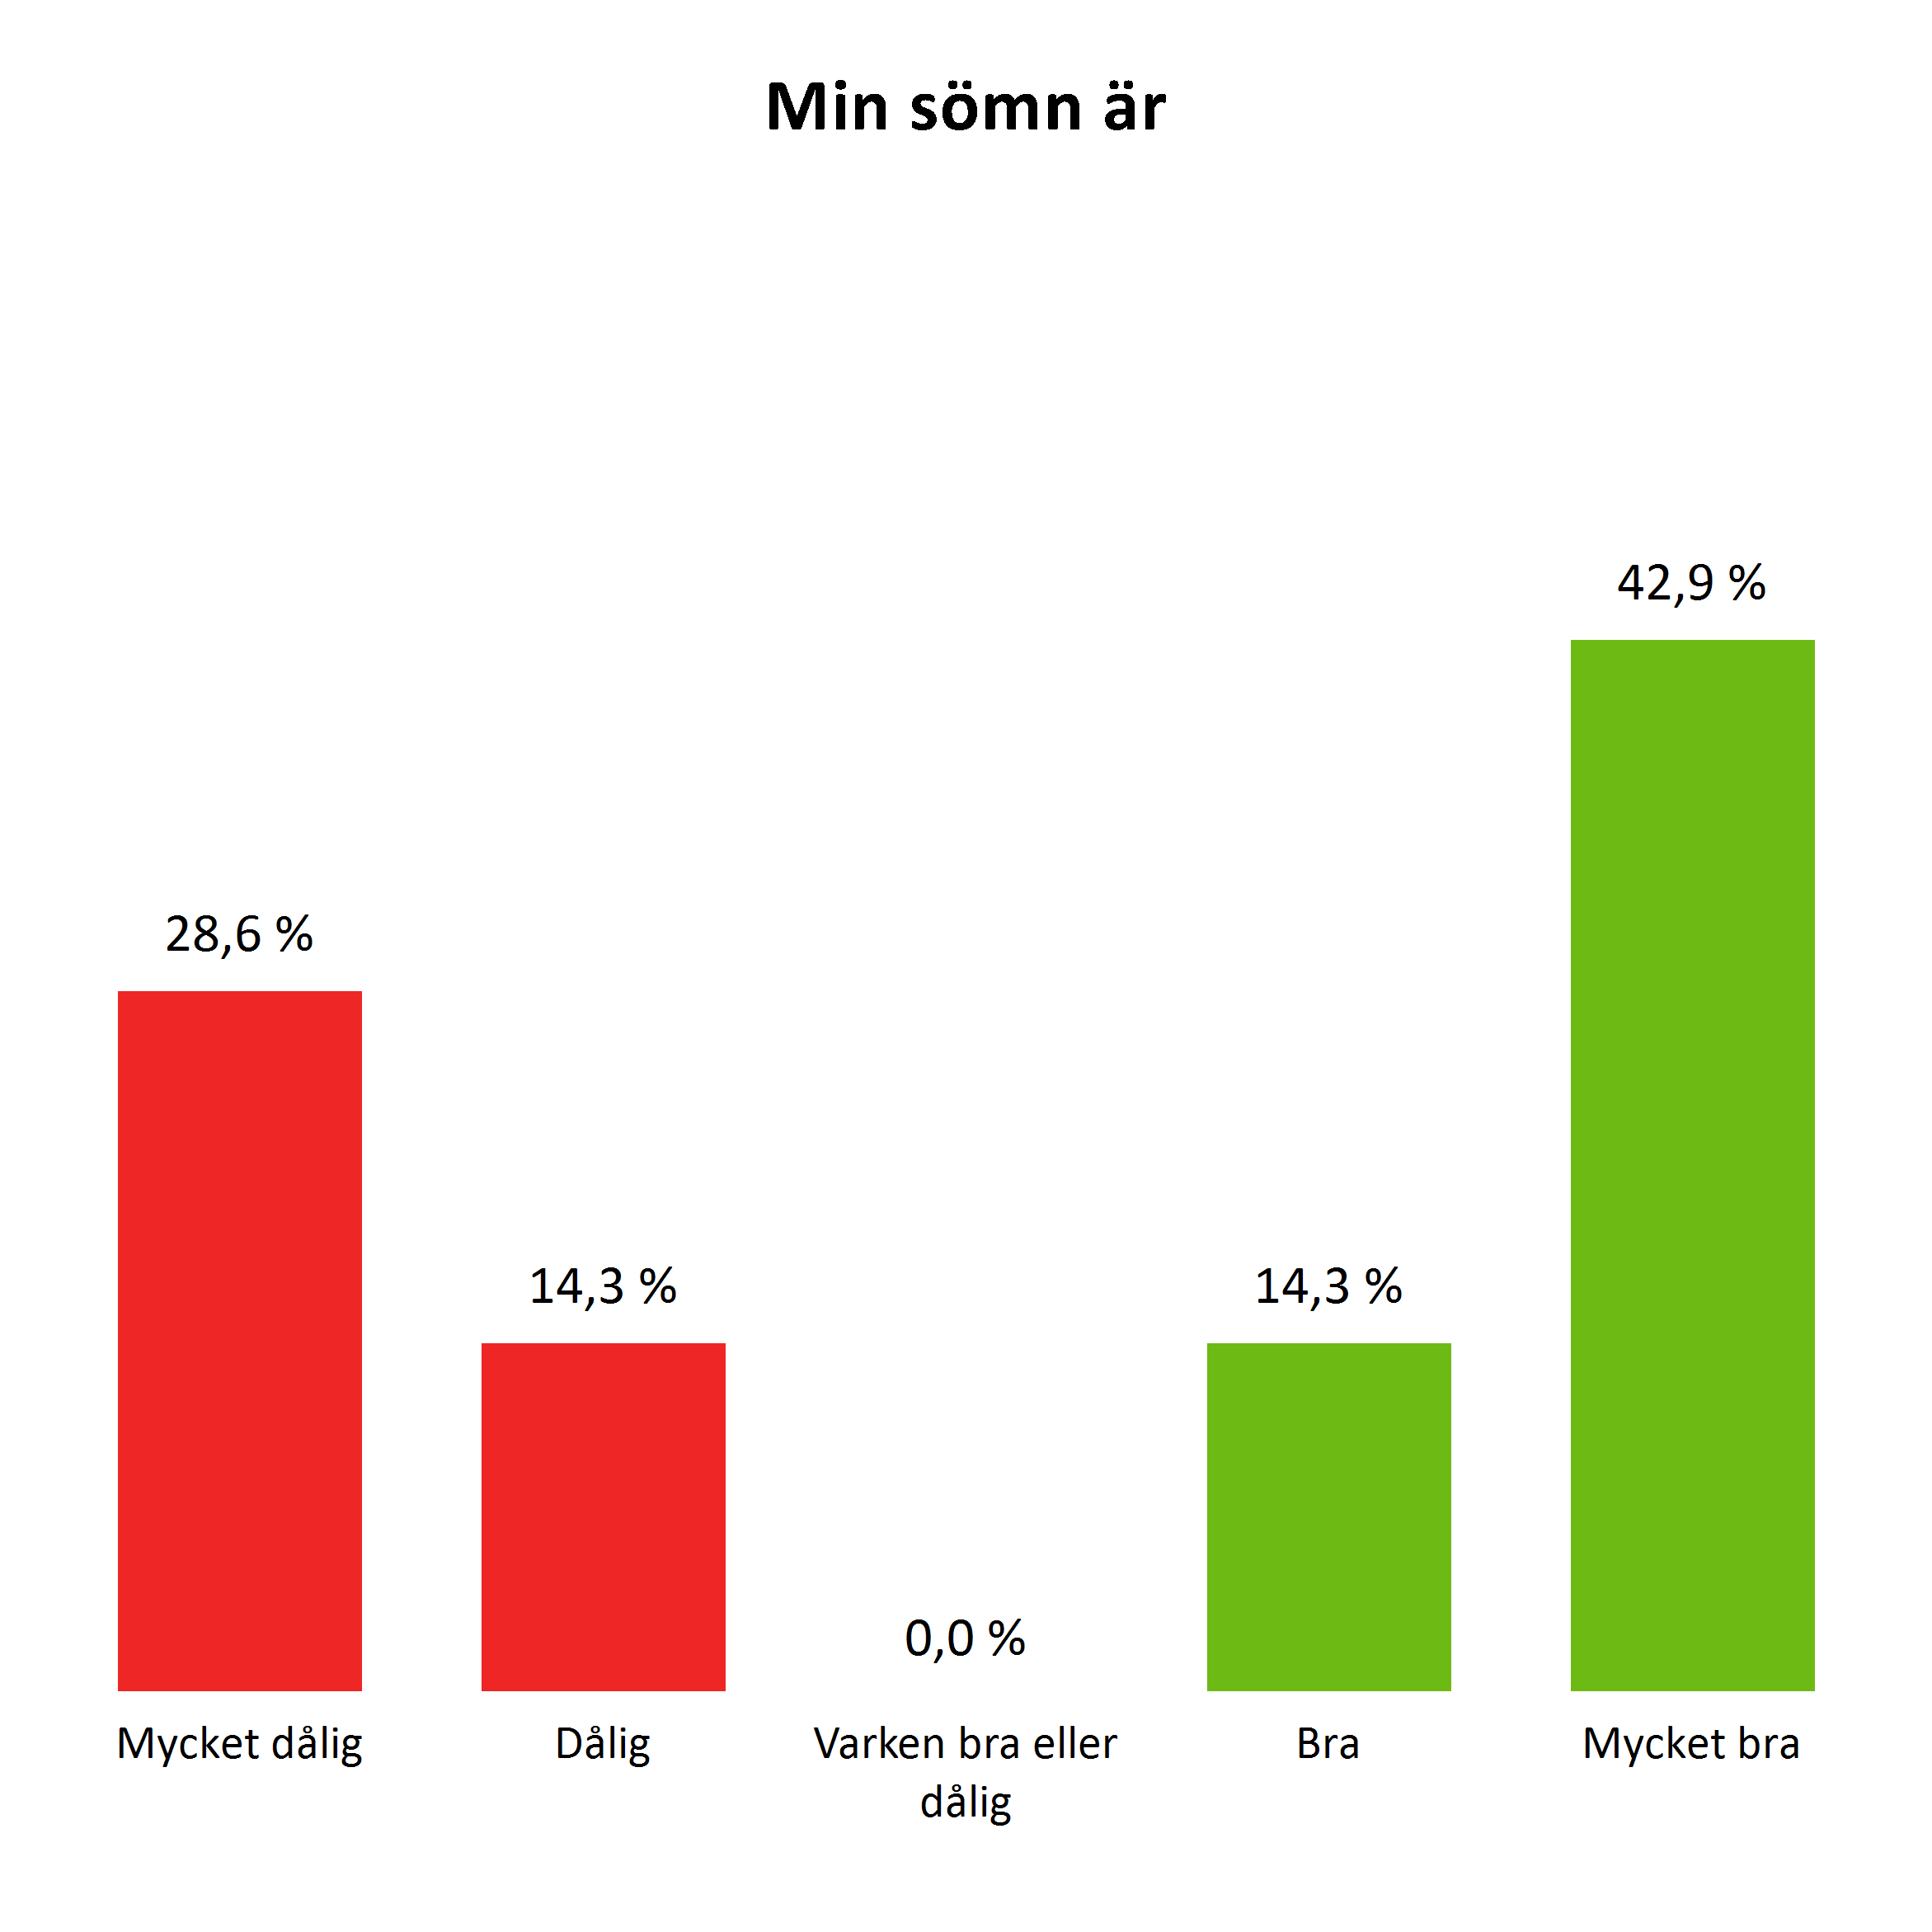 Min sömn är
42,9 %
28,6 %
14,3 %
14,3 %
0,0 %
Mycket dålig
Dålig
Varken bra eller
dålig
Bra
Mycket bra